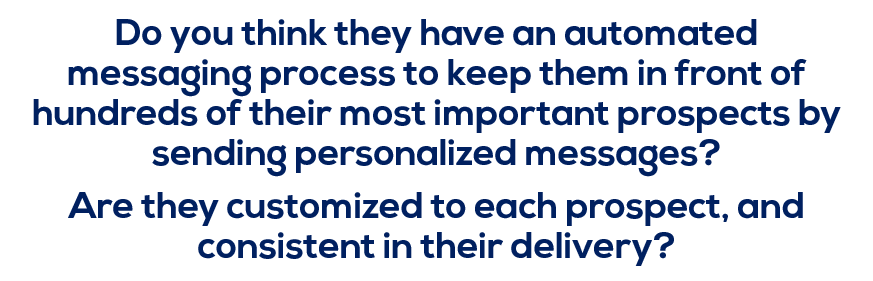 Do you think they have an automated
messaging process to keep them in front of
hundreds of their most important prospects by
sending personalized messages?
Are they customized to each prospect, and
consistent in their delivery?